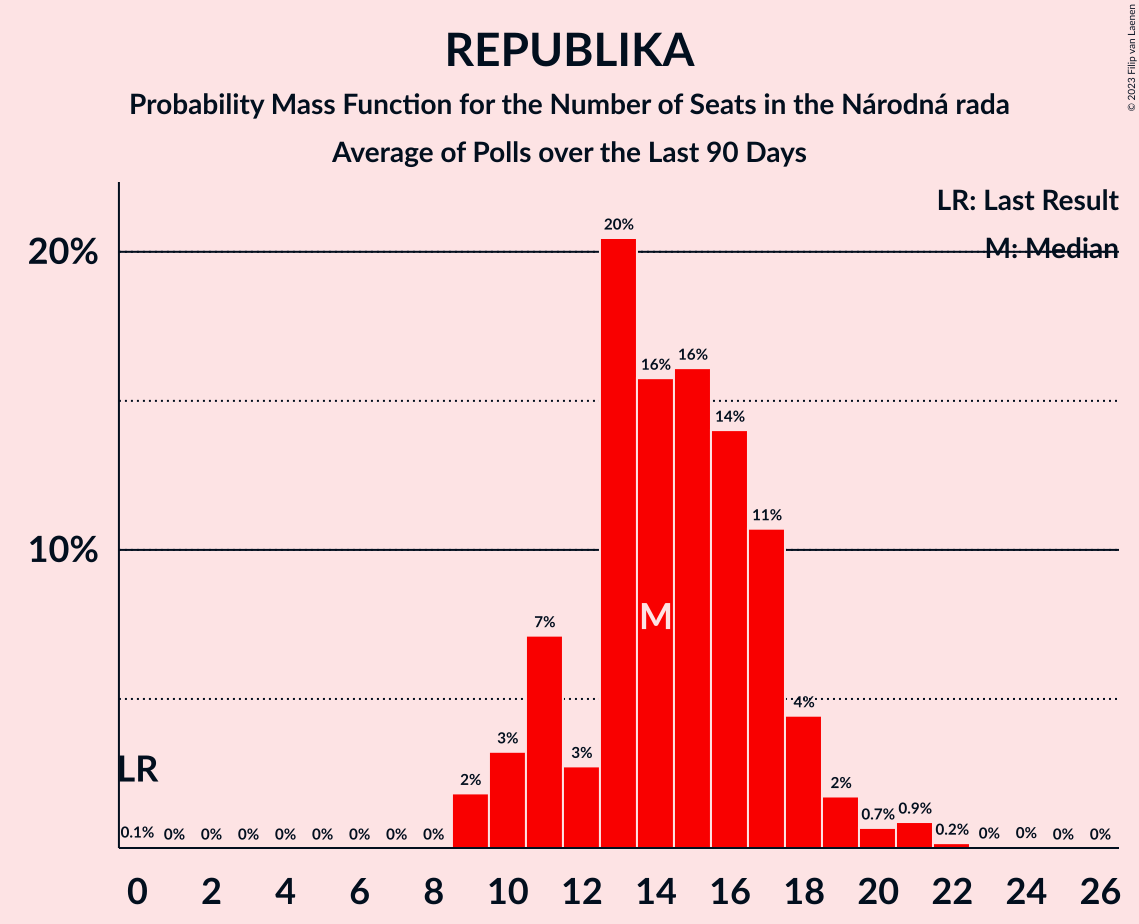 REPUBLIKA
Probability Mass Function for the Number of Seats in the Národná rada
Average of Polls over the Last 90 Days
© 2023 Filip van Laenen
LR: Last Result
M: Median
20%
10%
20%
16%
16%
14%
11%
7%
M
4%
3%
3%
LR
2%
2%
0.1% 0% 0% 0% 0% 0% 0% 0% 0% 0.7% 0.9% 0.2% 0% 0% 0% 0%
0 2 4 6 8 10 12 14 16 18 20 22 24 26